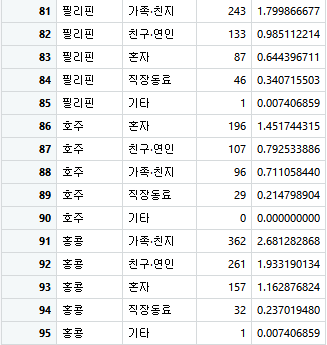 81 필리핀 가족·친지 243 1.799866677
82 필리핀 친구·연인 133 0.985112214
83 필리핀 혼자 87 0.644396711
84 필리핀 직장동료 46 0.340715503
85 필리핀 기타 1 0.007406859
86 호주 혼자 196 1.451744315
87 호주 친구·연인 107 0.792533886
88 호주 가족·친지 96 0.711058440
89 호주 직장동료 29 0.214798904
90 호주 기타 0 0.000000000
91 홍콩 가족·친지 362 2.681282868
92 홍콩 친구·연인 261 1.933190134
93 홍콩 혼자 157 1.162876824
94 홍콩 직장동료 32 0.237019480
95 홍콩 기타 1 0.007406859